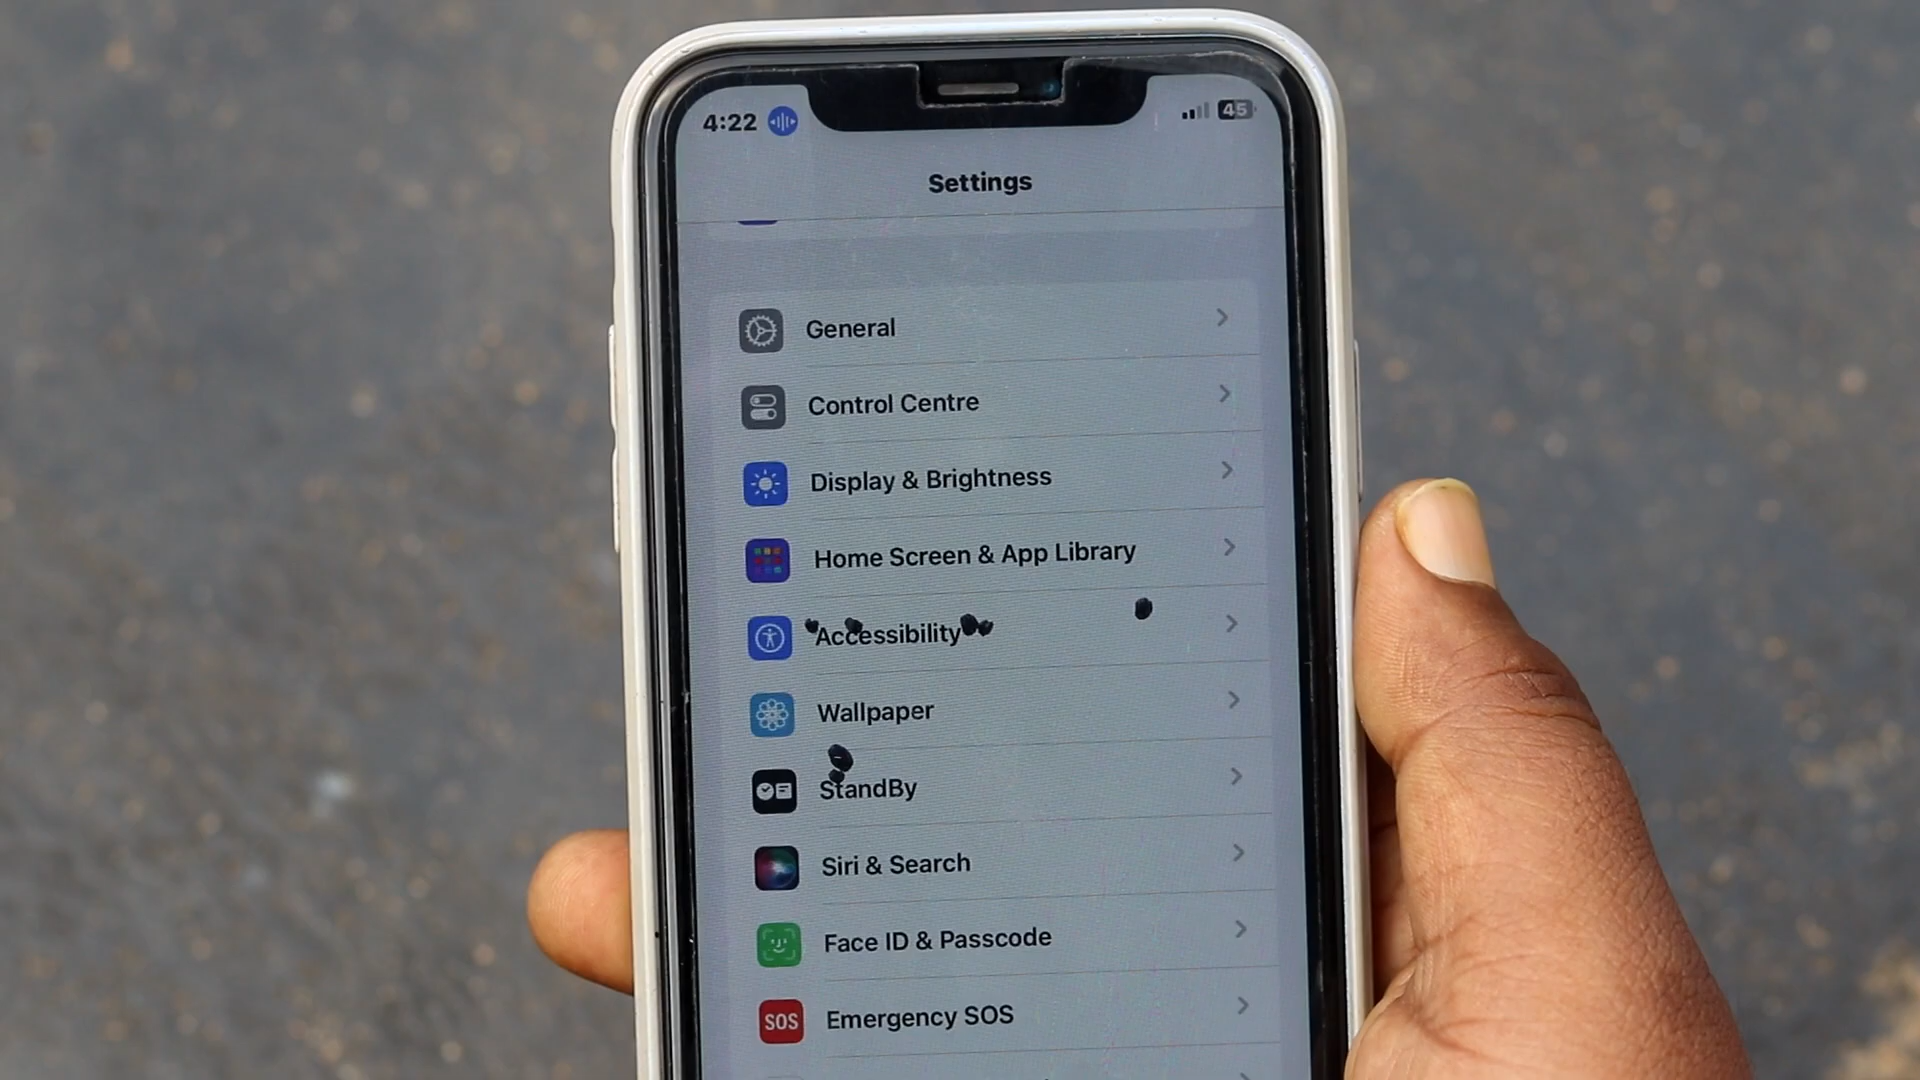 4:22
45
Settings
General
Control Centre
Display & Brightness
Home Screen & App Library
Accessibility
Wallpaper
StandBy
Siri & Search
Face ID & Passcode
SOS Emergency SOS